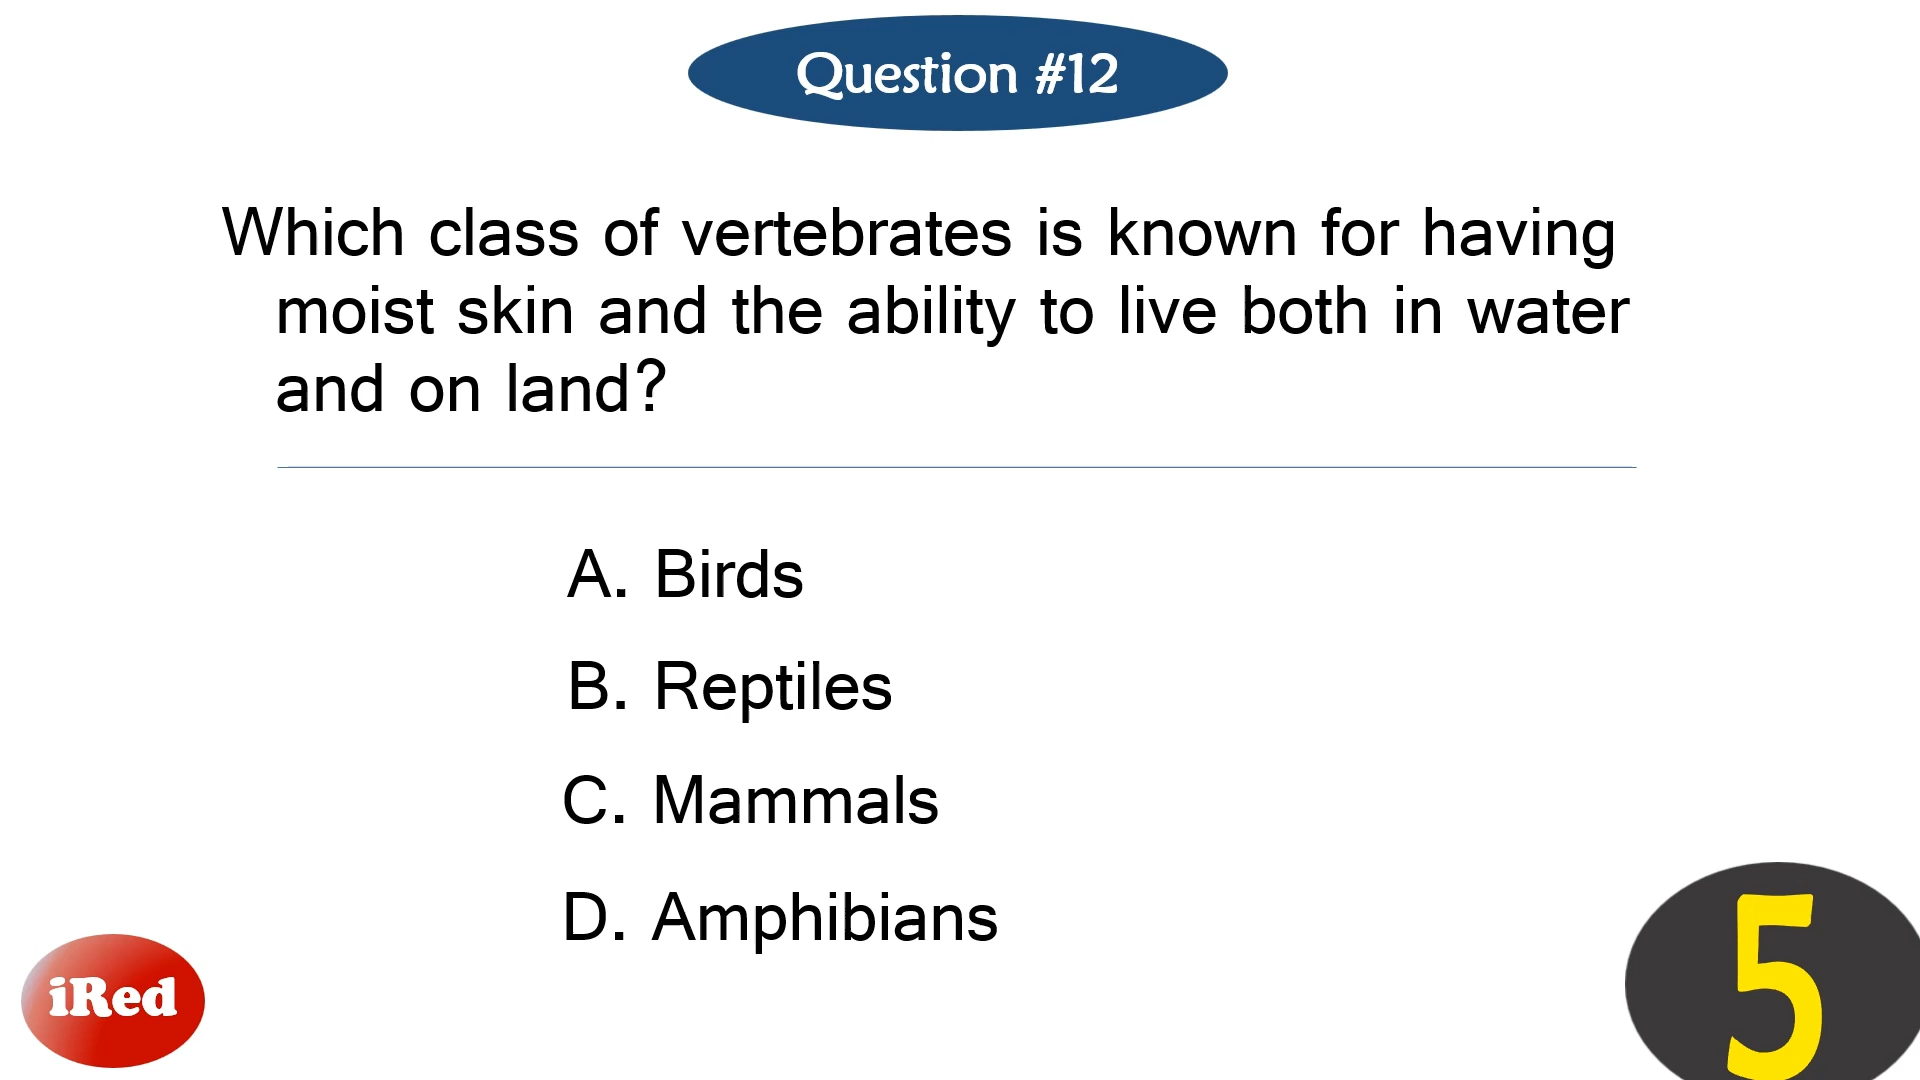 Question #12
Which class of vertebrates is known for having
moist skin and the ability to live both in water
and on land?
A. Birds
B. Reptiles
C. Mammals
D. Amphibians
iRed
5